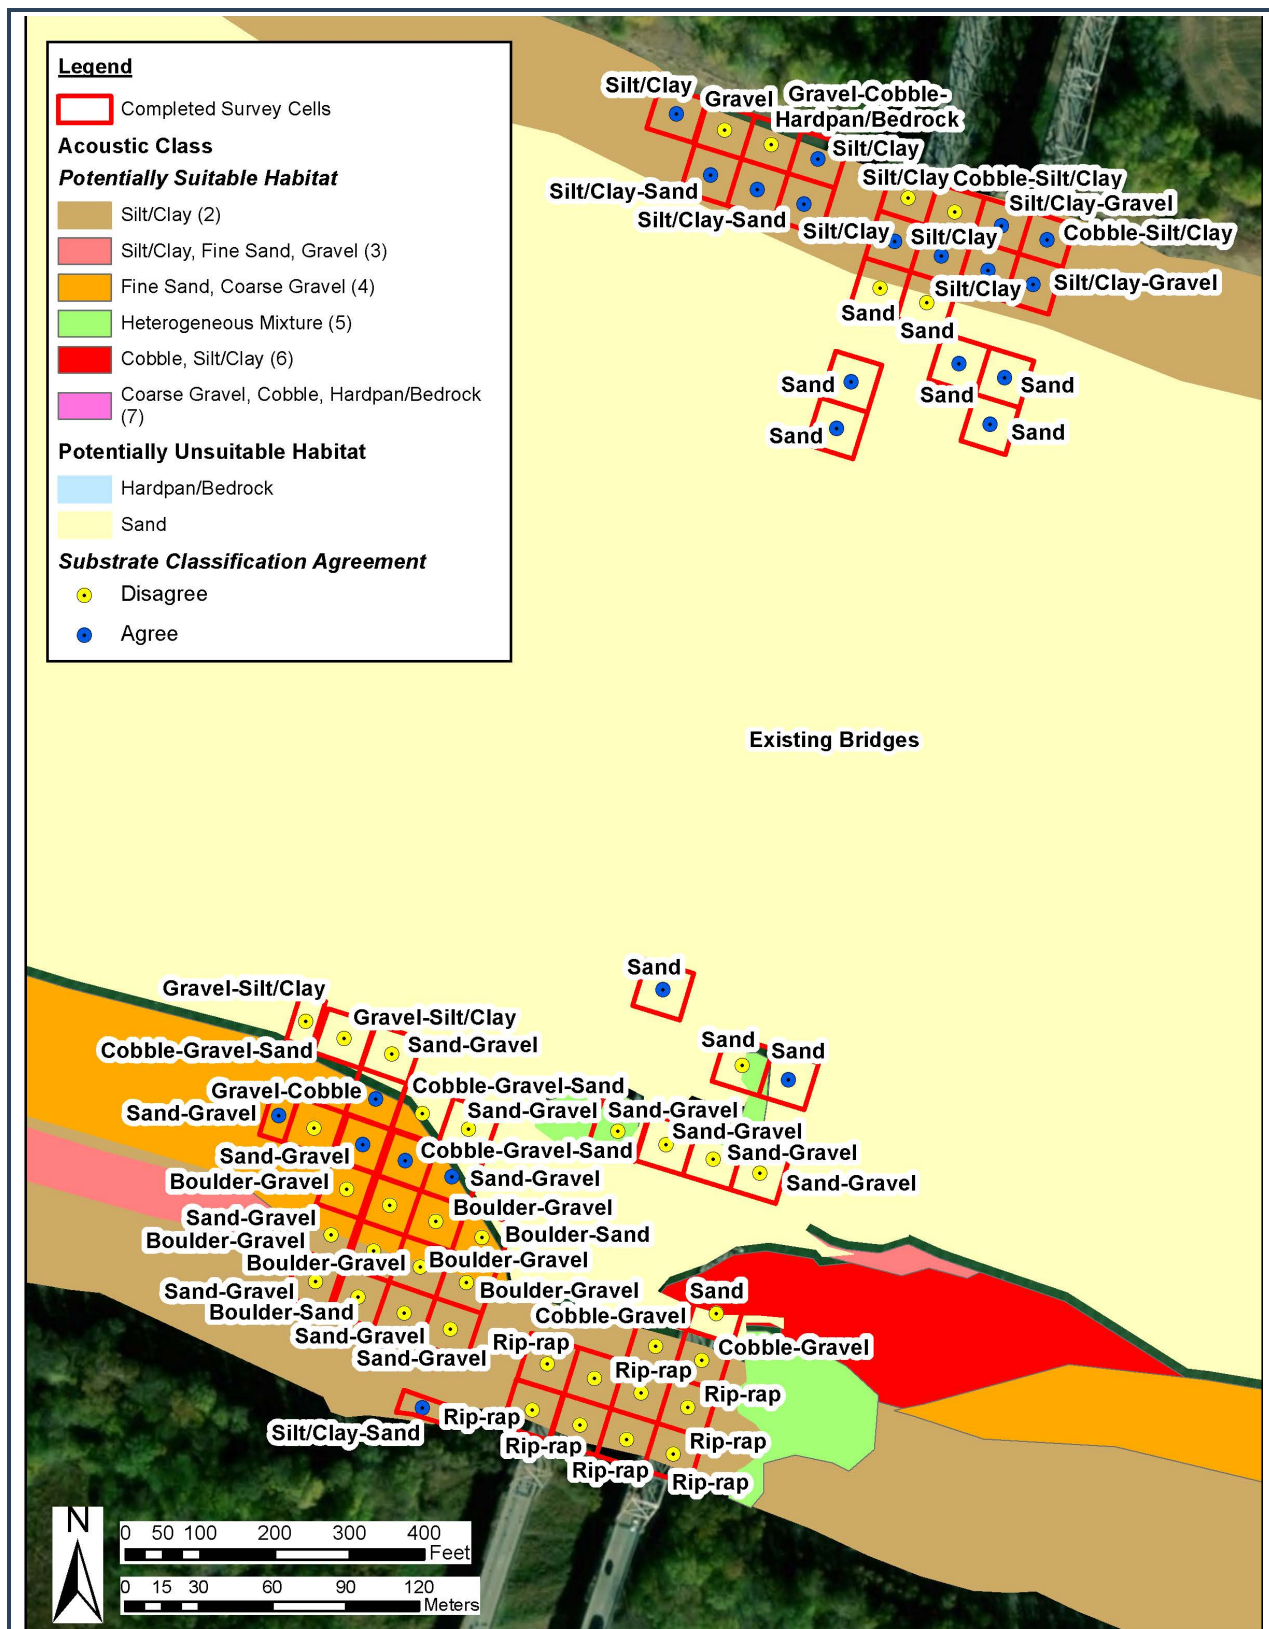 Legend
Completed Survey Cells
Acoustic Class
Potentially Suitable Habitat
Silt/Clay (2)
Silt/Clay, Fine Sand, Gravel (3)
Fine Sand, Coarse Gravel (4)
Heterogeneous Mixture (5)
Cobble, Silt/Clay (6)
Coarse Gravel, Cobble, Hardpan/Bedrock
(7)
Potentially Unsuitable Habitat
Hardpan/Bedrock
Sand
Substrate Classification Agreement
Disagree
Agree
Silt/Clay
Gravel
Gravel-Cobble-
Hardpan/Bedrock
Silt/Clay
Silt/Clay
Cobble-Silt/Clay
Silt/Clay-Sand
Silt/Clay-Gravel
Silt/Clay-Sand
Silt/Clay
Silt/Clay
Cobble-Silt/Clay
Silt/Clay
Silt/Clay-Gravel
Sand
Sand
Sand
Sand
Sand
Sand
Sand
Existing Bridges
Sand
Gravel-Silt/Clay
Gravel-Silt/Clay
Sand-Gravel
Cobble-Gravel-Sand
Sand
Sand
Gravel-Cobble
Cobble-Gravel-Sand
Sand-Gravel
Sand-Gravel
Sand-Gravel
Sand-Gravel
Cobble-Gravel-Sand
Sand-Gravel
Sand-Gravel
Sand-Gravel
Sand-Gravel
Boulder-Gravel
Boulder-Gravel
Sand-Gravel
Boulder-Sand
Boulder-Gravel
Boulder-Gravel
Boulder-Gravel
Sand-Gravel
Boulder-Gravel
Sand
Boulder-Sand
Cobble-Gravel
Sand-Gravel
Rip-rap
Cobble-Gravel
Sand-Gravel
Rip-rap
Rip-rap
Rip-rap
Silt/Clay-Sand
Rip-rap
Rip-rap
Rip-rap
Rip-rap
N
0 50 100 200 300 400
Feet
0 15 30 60 90 120
Meters